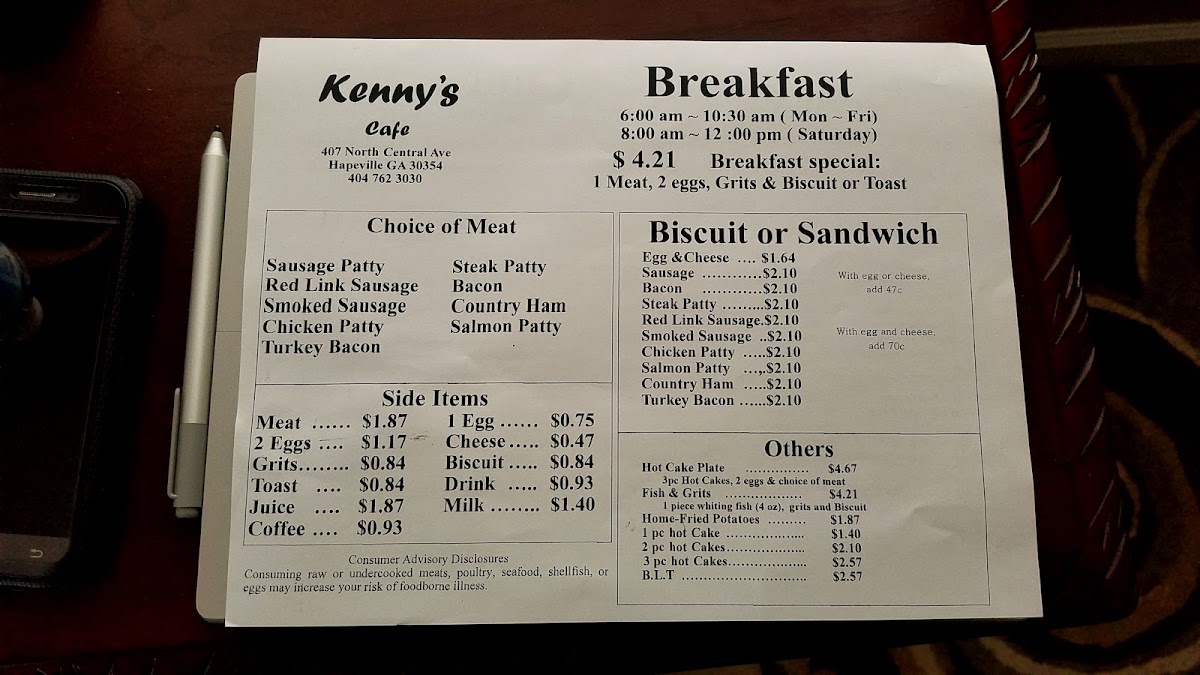 Kenny's
Cafe
407 North Central Ave
Hapeville GA 30354
404 762 3030
Breakfast
6:00 am ~ 10:30 am ( Mon ~ Fri)
8:00 am ~ 12 :00 pm ( Saturday)
$ 4.21 Breakfast special:
1 Meat, 2 eggs, Grits & Biscuit or Toast
Choice of Meat
Sausage Patty Steak Patty
Red Link Sausage Bacon
Smoked Sausage Country Ham
Chicken Patty Salmon Patty
Turkey Bacon
Side Items
Meat ...... $1.87 1 Egg ...... $0.75
2 Eggs .... $1.17 Cheese ..... $0.47
Grits........ $0.84 Biscuit ..... $0.84
Toast .... $0.84 Drink ..... $0.93
Juice .... $1.87 Milk ........ $1.40
Coffee .... $0.93
Consumer Advisory Disclosures
Consuming raw or undercooked meats, poultry, seafood, shellfish, or
eggs may increase your risk of foodborne illness.
Biscuit or Sandwich
Egg &Cheese .... $1.64
Sausage ............$2.10
Bacon ............$2.10
Steak Patty .........$2.10
Red Link Sausage.$2.10
Smoked Sausage ..$2.10
Chicken Patty .....$2.10
Salmon Patty ...,..$2.10
Country Ham .....$2.10
Turkey Bacon ......$2.10
With egg or cheese,
add 47c
With egg and cheese,
add 70c
Others
Hot Cake Plate ............... $4.67
3pc Hot Cakes, 2 eggs & choice of meat
Fish & Grits .................. $4.21
1 piece whiting fish (4 oz), grits and Biscuit
Home-Fried Potatoes ......... $1.87
1 pc hot Cake .................. $1.40
2 pc hot Cakes.................. $2.10
3 pc hot Cakes.................. $2.57
B.L.T ............................ $2.57